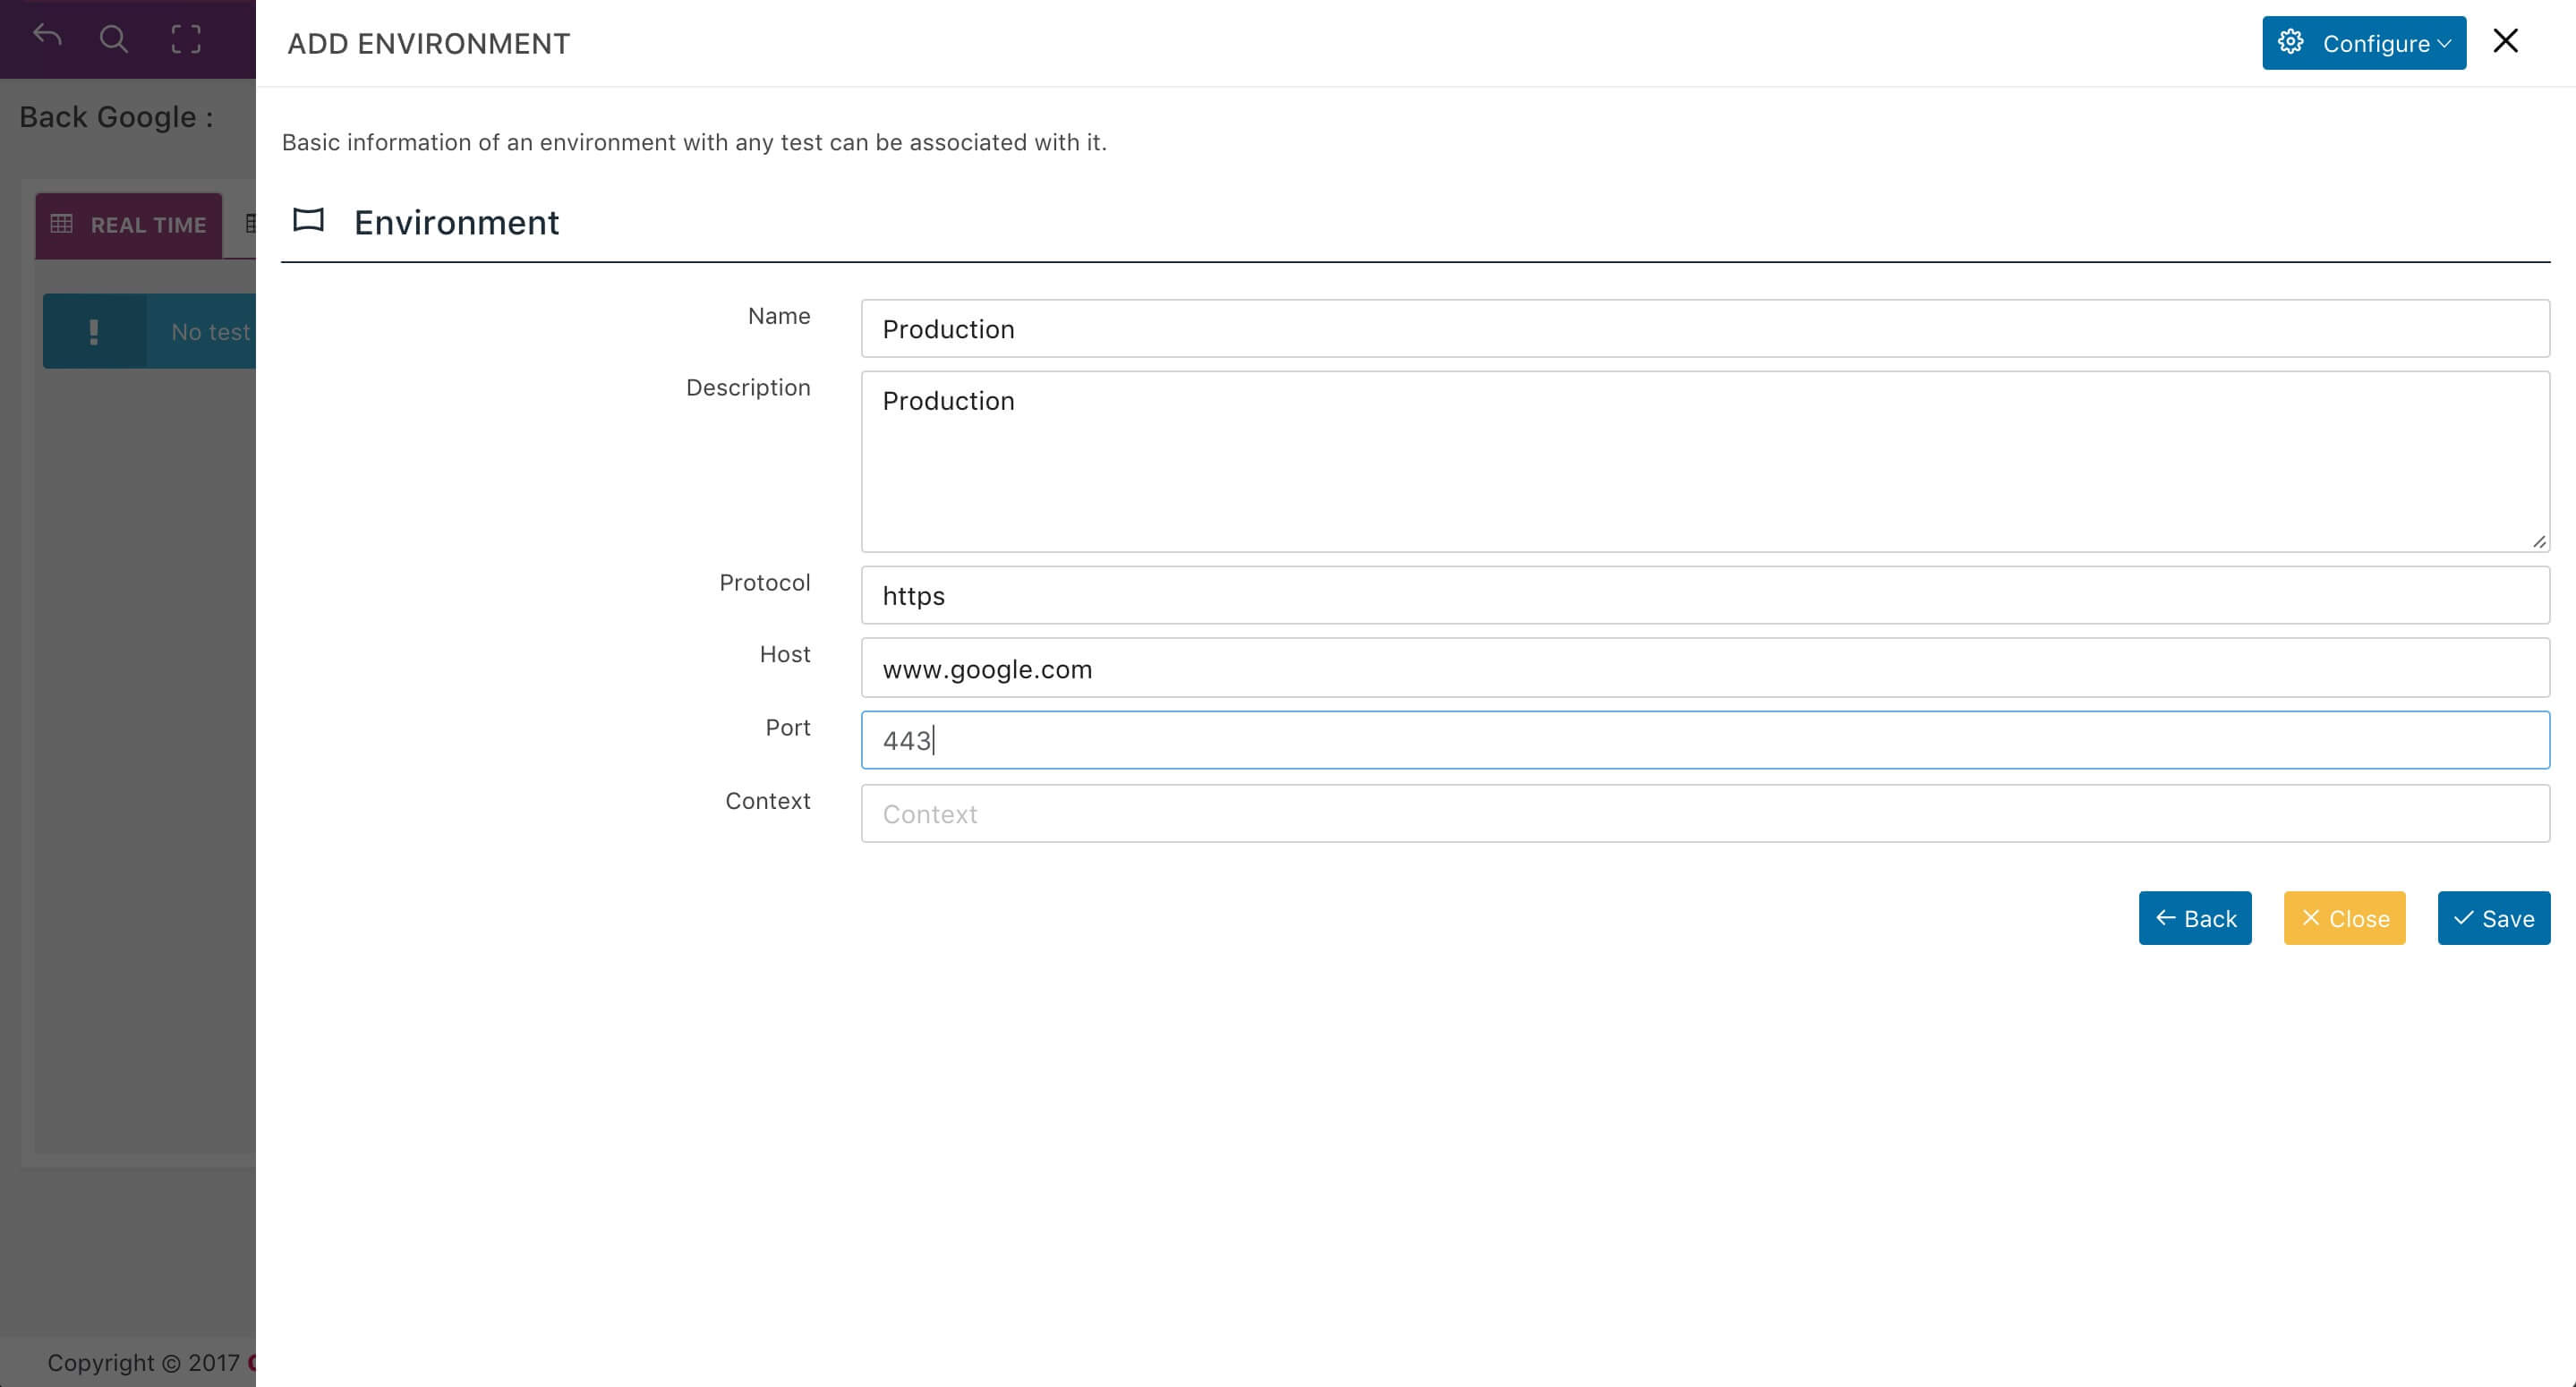 ADD ENVIRONMENT
Configure
Back Google :
Basic information of an environment with any test can be associated with it.
REAL TIME
Environment
No test
Name
Production
Description
Production
Protocol
https
Host
www.google.com
Port
443
Context
Context
Back
Close
Save
Copyright © 2017